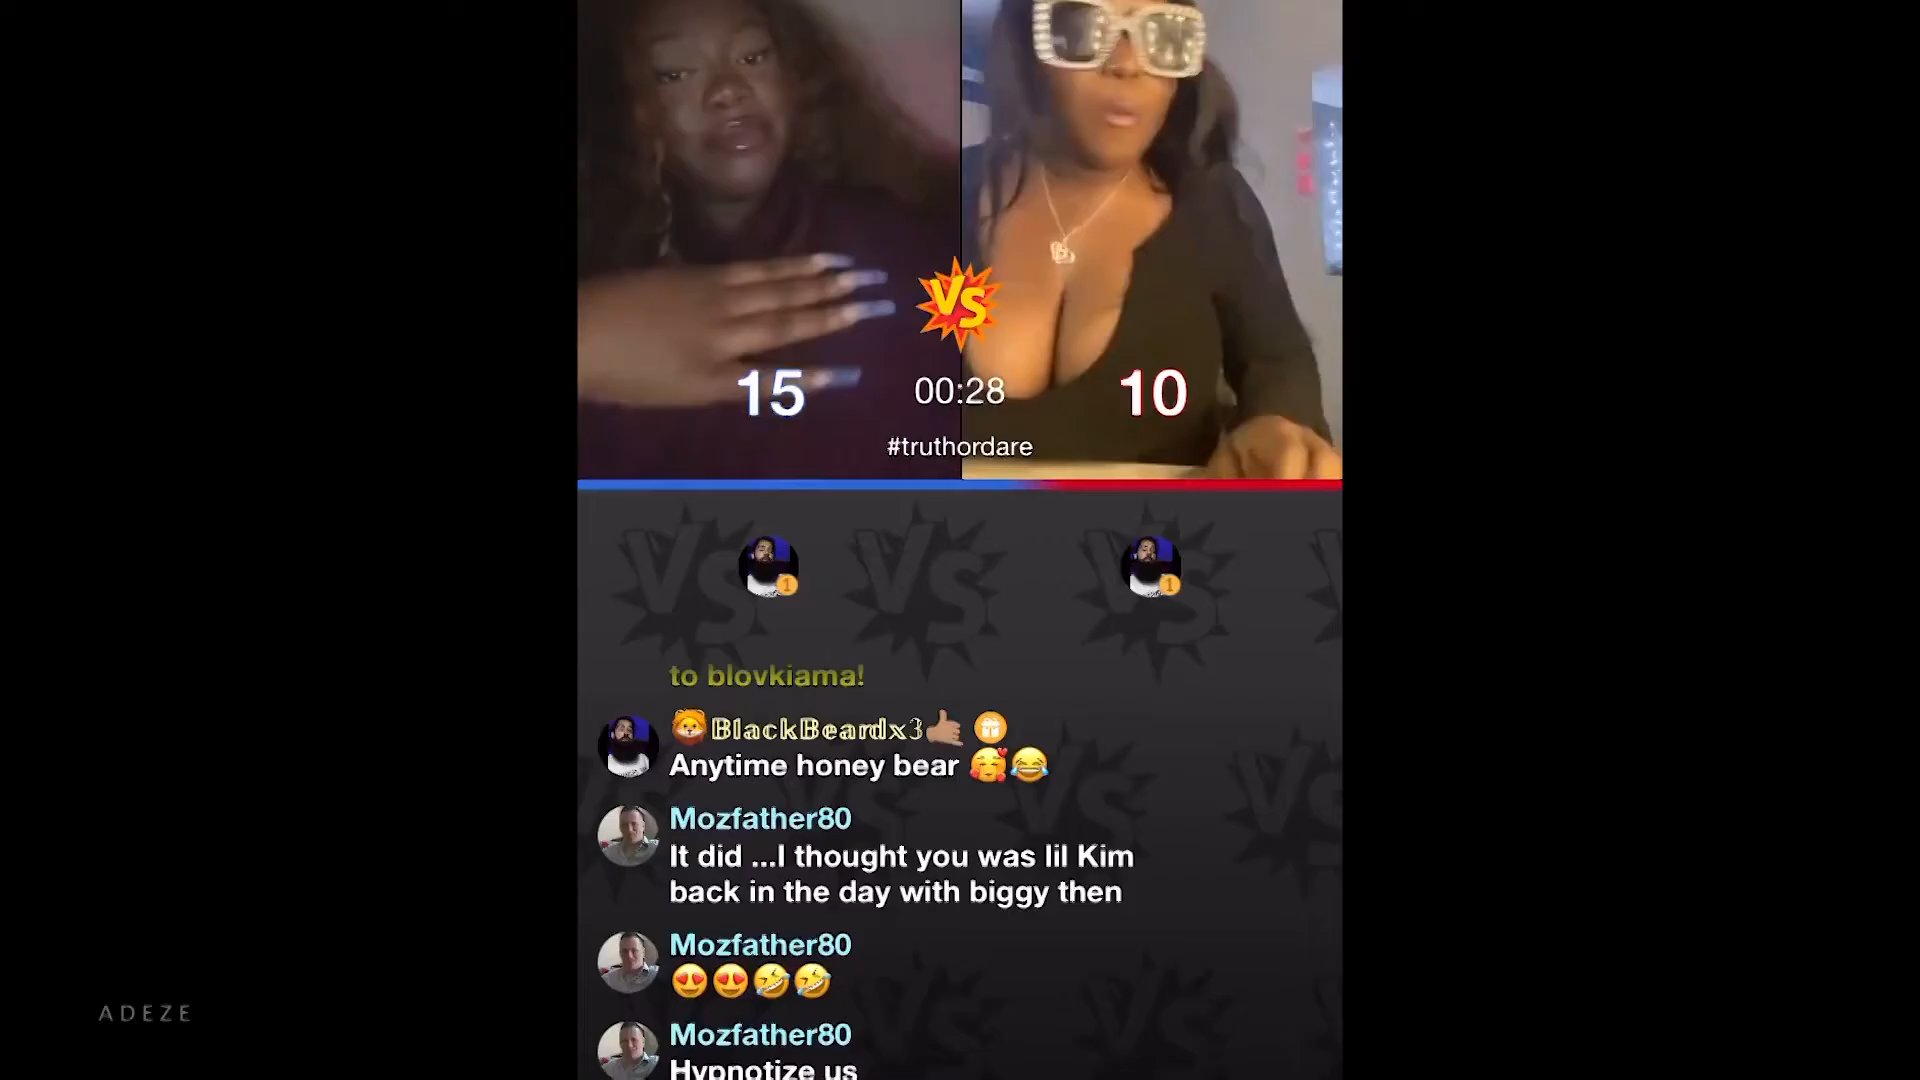 VS
15
00:28
10
#truthordare
to blovkiama!
🦁𝔹𝕝𝕒𝕔𝕜𝔹𝕖𝕒𝕣𝕕𝕩𝟛🤙🏽
Anytime honey bear 🥰😂
Mozfather80
It did ...I thought you was lil Kim
back in the day with biggy then
Mozfather80
😍😍🤣🤣
Mozfather80
Hypnotize us
ADEZE